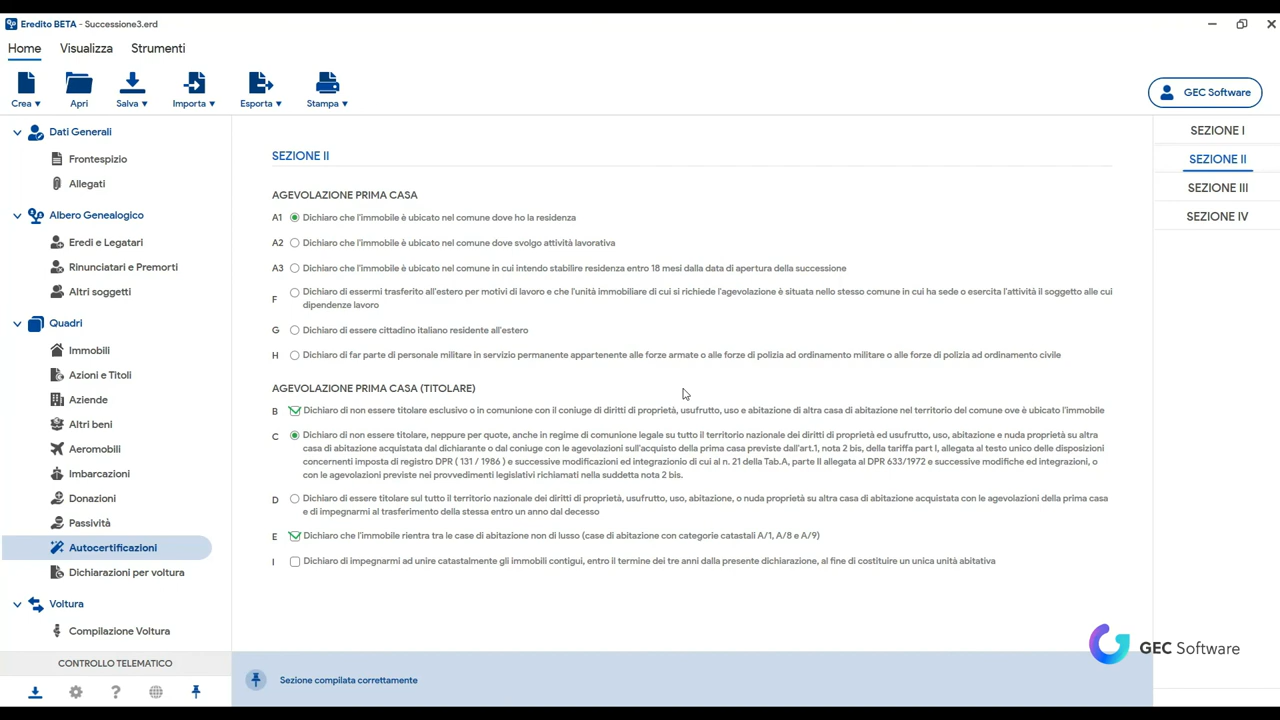 Eredito BETA - Successione3.erd
Home Visualizza Strumenti
Crea Apri Salva Importa Esporta Stampa
GEC Software
Dati Generali
Frontespizio
Allegati
Albero Genealogico
Eredi e Legatari
Rinunciatari e Premorti
Altri soggetti
Quadri
Immobili
Azioni e Titoli
Aziende
Altri beni
Aeromobili
Imbarcazioni
Donazioni
Passività
Autocertificazioni
Dichiarazioni per voltura
Voltura
Compilazione Voltura
CONTROLLO TELEMATICO
?
SEZIONE II
AGEVOLAZIONE PRIMA CASA
A1 Dichiaro che l'immobile è ubicato nel comune dove ho la residenza
A2 Dichiaro che l'immobile è ubicato nel comune dove svolgo attività lavorativa
A3 Dichiaro che l'immobile è ubicato nel comune in cui intendo stabilire residenza entro 18 mesi dalla data di apertura della successione
F Dichiaro di essermi trasferito all'estero per motivi di lavoro e che l'unità immobiliare di cui si richiede l'agevolazione è situata nello stesso comune in cui ha sede o esercita l'attività il soggetto alle cui
dipendenze lavoro
G Dichiaro di essere cittadino italiano residente all'estero
H Dichiaro di far parte di personale militare in servizio permanente appartenente alle forze armate o alle forze di polizia ad ordinamento militare o alle forze di polizia ad ordinamento civile
AGEVOLAZIONE PRIMA CASA (TITOLARE)
B Dichiaro di non essere titolare esclusivo o in comunione con il coniuge di diritti di proprietà, usufrutto, uso e abitazione di altra casa di abitazione nel territorio del comune ove è ubicato l'immobile
C Dichiaro di non essere titolare, neppure per quote, anche in regime di comunione legale su tutto il territorio nazionale dei diritti di proprietà ed usufrutto, uso, abitazione e nuda proprietà su altra
casa di abitazione acquistata dal dichiarante o dal coniuge con le agevolazioni sull'acquisto della prima casa previste dall'art.1, nota 2 bis, della tariffa part I, allegata al testo unico delle disposizioni
concernenti imposta di registro DPR ( 131 / 1986 ) e successive modificazioni ed integrazionio di cui al n. 21 della Tab.A, parte II allegata al DPR 633/1972 e successive modifiche ed integrazioni, o
con le agevolazioni previste nei provvedimenti legislativi richiamati nella suddetta nota 2 bis.
D Dichiaro di essere titolare sul tutto il territorio nazionale dei diritti di proprietà, usufrutto, uso, abitazione, o nuda proprietà su altra casa di abitazione acquistata con le agevolazioni della prima casa
e di impegnarmi al trasferimento della stessa entro un anno dal decesso
E Dichiaro che l'immobile rientra tra le case di abitazione non di lusso (case di abitazione con categorie catastali A/1, A/8 e A/9)
I Dichiaro di impegnarmi ad unire catastalmente gli immobili contigui, entro il termine dei tre anni dalla presente dichiarazione, al fine di costituire un unica unità abitativa
Sezione compilata correttamente
SEZIONE I
SEZIONE II
SEZIONE III
SEZIONE IV
GEC Software